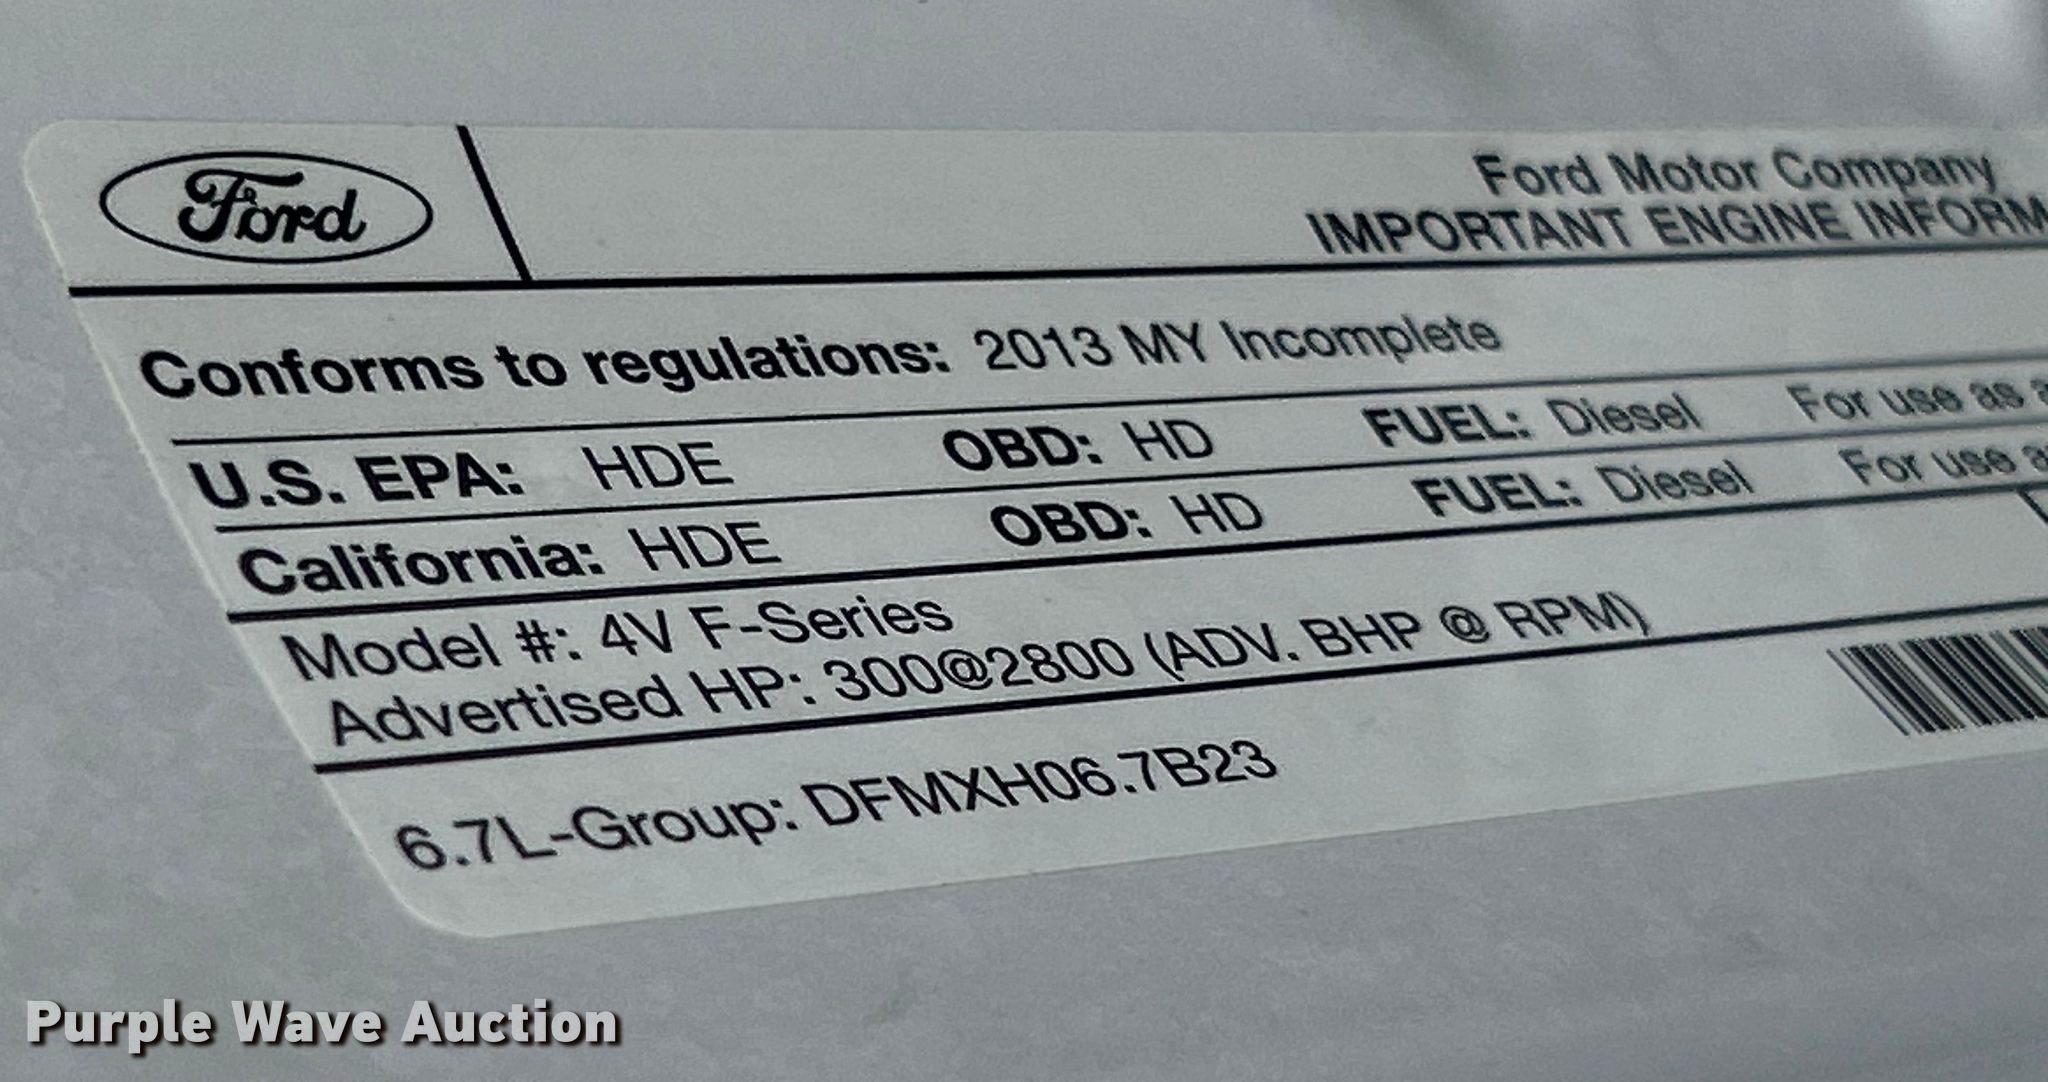 Ford
Ford Motor Company
IMPORTANT ENGINE INFORM
Conforms to regulations: 2013 MY Incomplete
U.S. EPA: HDE OBD: HD FUEL: Diesel For use as a
California: HDE OBD: HD FUEL: Diesel For use a
Model #: 4V F-Series
Advertised HP: 300@2800 (ADV. BHP @ RPM)
6.7L-Group: DFMXH06.7B23
Purple Wave Auction